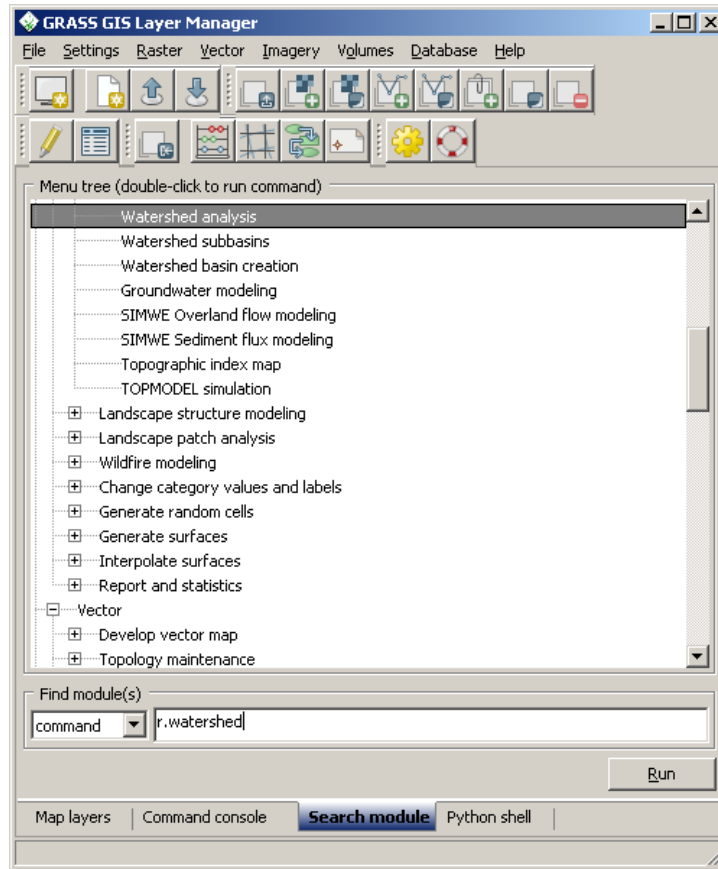 GRASS GIS Layer Manager
File Settings Raster Vector Imagery Volumes Database Help
Menu tree (double-click to run command)
Watershed analysis
Watershed subbasins
Watershed basin creation
Groundwater modeling
SIMWE Overland flow modeling
SIMWE Sediment flux modeling
Topographic index map
TOPMODEL simulation
Landscape structure modeling
Landscape patch analysis
Wildfire modeling
Change category values and labels
Generate random cells
Generate surfaces
Interpolate surfaces
Report and statistics
Vector
Develop vector map
Topology maintenance
Find module(s)
command r.watershed
Run
Map layers Command console Search module Python shell